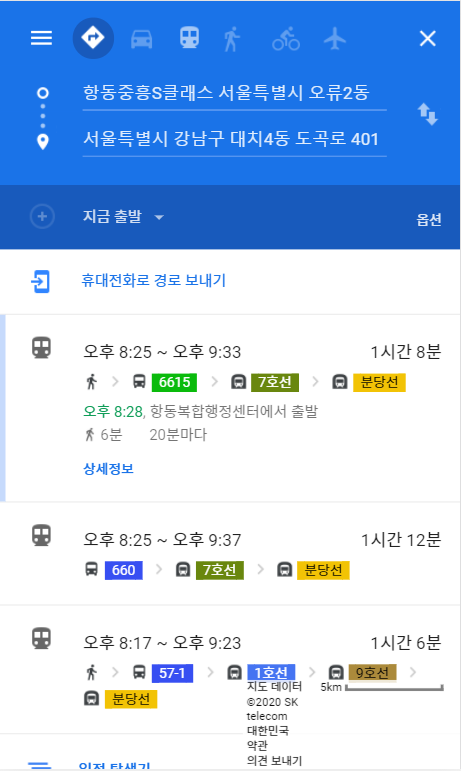 항동중흥S클래스 서울특별시 오류2동
서울특별시 강남구 대치4동 도곡로 401
지금 출발
옵션
휴대전화로 경로 보내기
오후 8:25 ~ 오후 9:33 1시간 8분
6615 7호선 분당선
오후 8:28, 항동복합행정센터에서 출발
6분 20분마다
상세정보
오후 8:25 ~ 오후 9:37 1시간 12분
660 7호선 분당선
오후 8:17 ~ 오후 9:23 1시간 6분
57-1 1호선 9호선
분당선
지도 데이터 5km
©2020 SK
telecom
대한민국
약관
의견 보내기
일정 탐색기